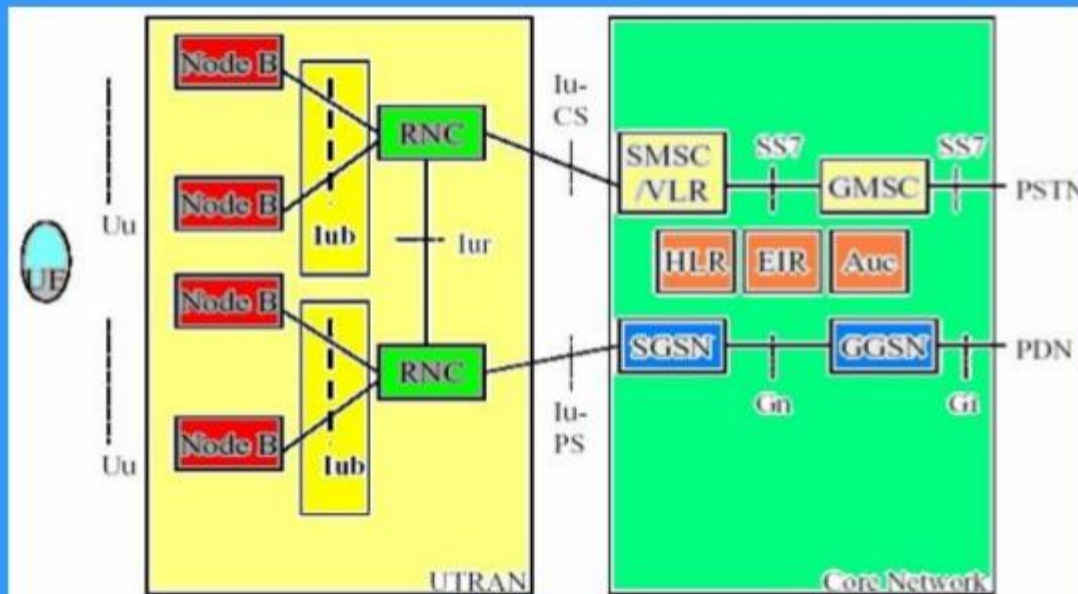 Node B
Node B
Node B
Node B
Uu
Uu
UE
Iub
Iub
RNC
RNC
Iur
UTRAN
Iu-
CS
Iu-
PS
SMSC
/VLR
SS7
GMSC
SS7
PSTN
HLR
EIR
Auc
SGSN
GGSN
PDN
Gn
Gi
Core Network